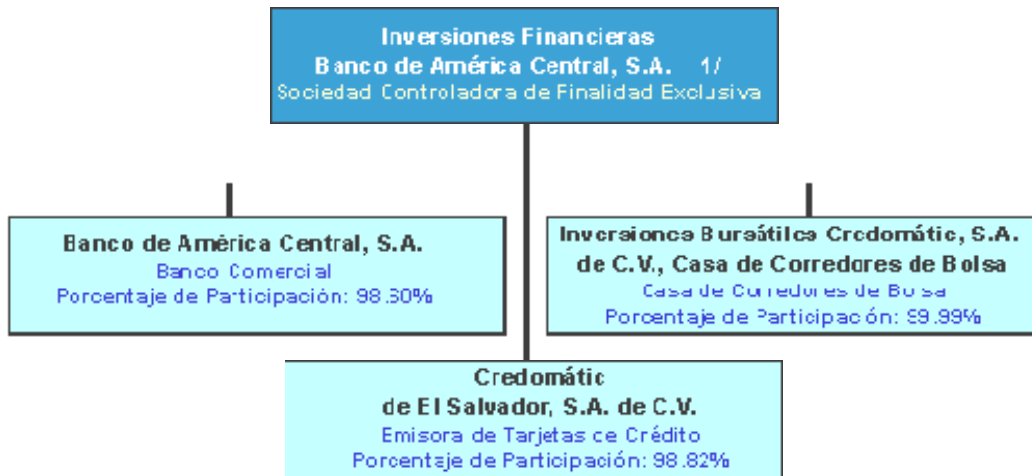 Inversiones Financieras
Banco de América Central, S.A. 1/
Sociedad Controladora de Finalidad Exclusiva
Banco de América Central, S.A.
Banco Comercial
Porcentaje de Participación: 98.60%
Inversiones Bursátiles Credomátic, S.A.
de C.V., Casa de Corredores de Bolsa
Casa de Corredores de Bolsa
Porcentaje de Participación: 99.99%
Credomátic
de El Salvador, S.A. de C.V.
Emisora de Tarjetas de Crédito
Porcentaje de Participación: 98.82%